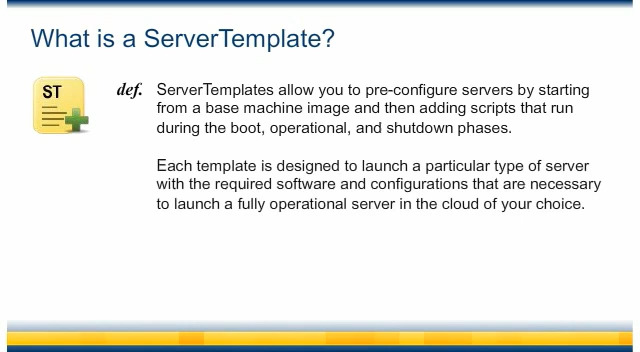 What is a ServerTemplate?
ST
def. ServerTemplates allow you to pre-configure servers by starting
from a base machine image and then adding scripts that run
during the boot, operational, and shutdown phases.
Each template is designed to launch a particular type of server
with the required software and configurations that are necessary
to launch a fully operational server in the cloud of your choice.